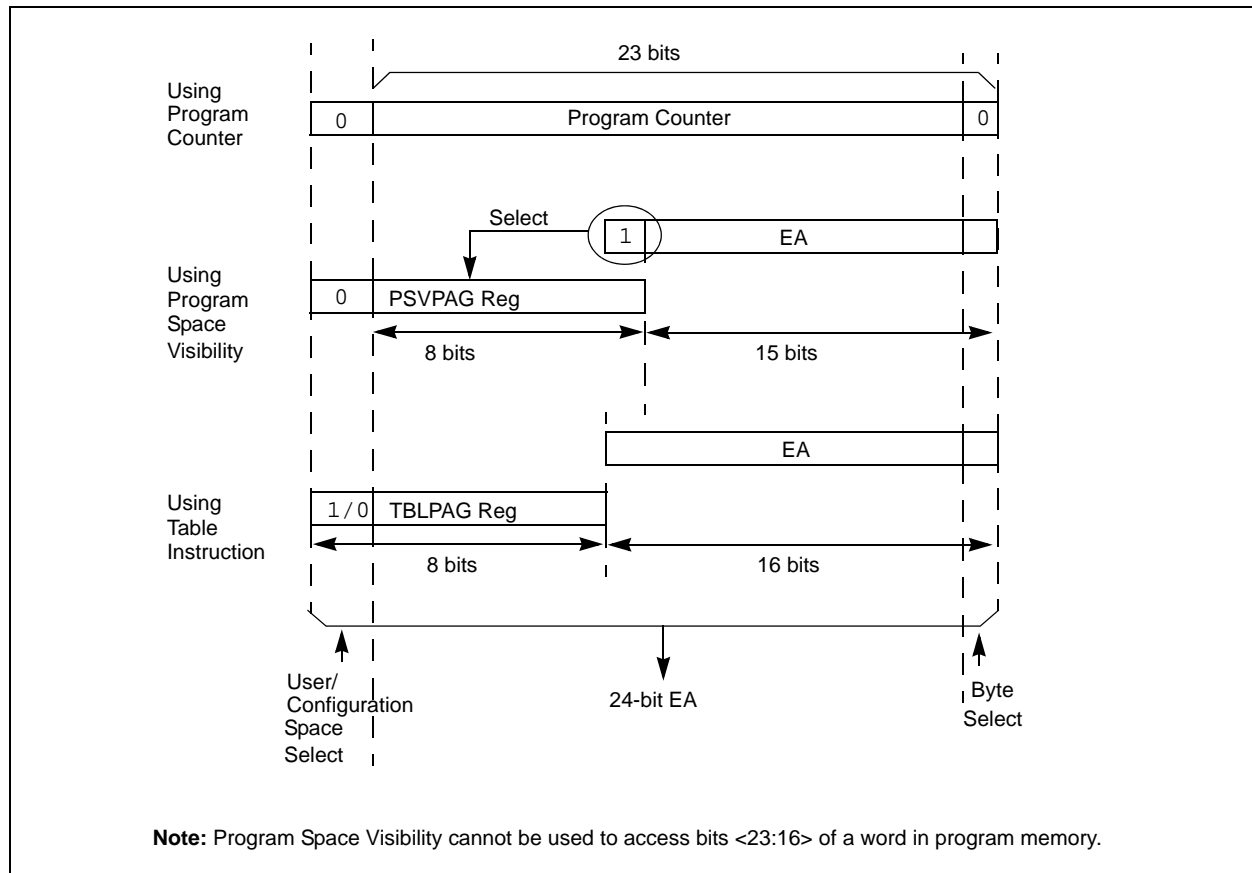 23 bits
Using
Program
Counter
0
Program Counter
0
Select
1
EA
Using
Program
Space
Visibility
0
PSVPAG Reg
8 bits
15 bits
EA
Using
Table
Instruction
1/0
TBLPAG Reg
8 bits
16 bits
User/
Configuration
Space
Select
24-bit EA
Byte
Select
Note: Program Space Visibility cannot be used to access bits <23:16> of a word in program memory.